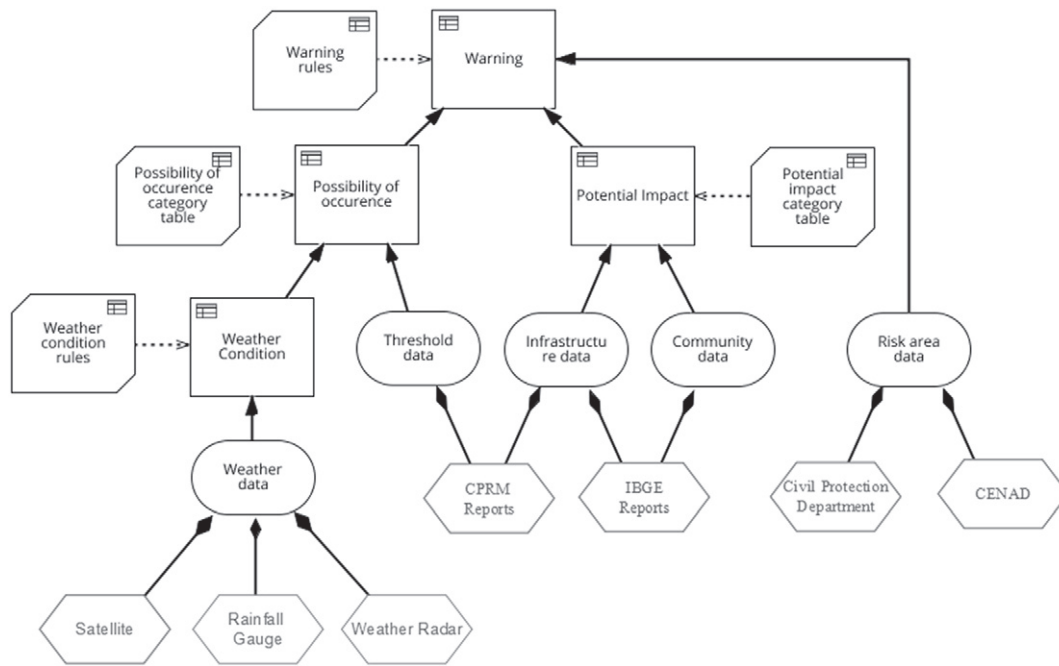 Warning
rules
Warning
Possibility of
occurence
category
table
Possibility of
occurence
Potential Impact
Potential
impact
category
table
Weather
condition
rules
Weather
Condition
Threshold
data
Infrastructu
re data
Community
data
Risk area
data
Weather
data
CPRM
Reports
IBGE
Reports
Civil Protection
Department
CENAD
Satellite
Rainfall
Gauge
Weather Radar